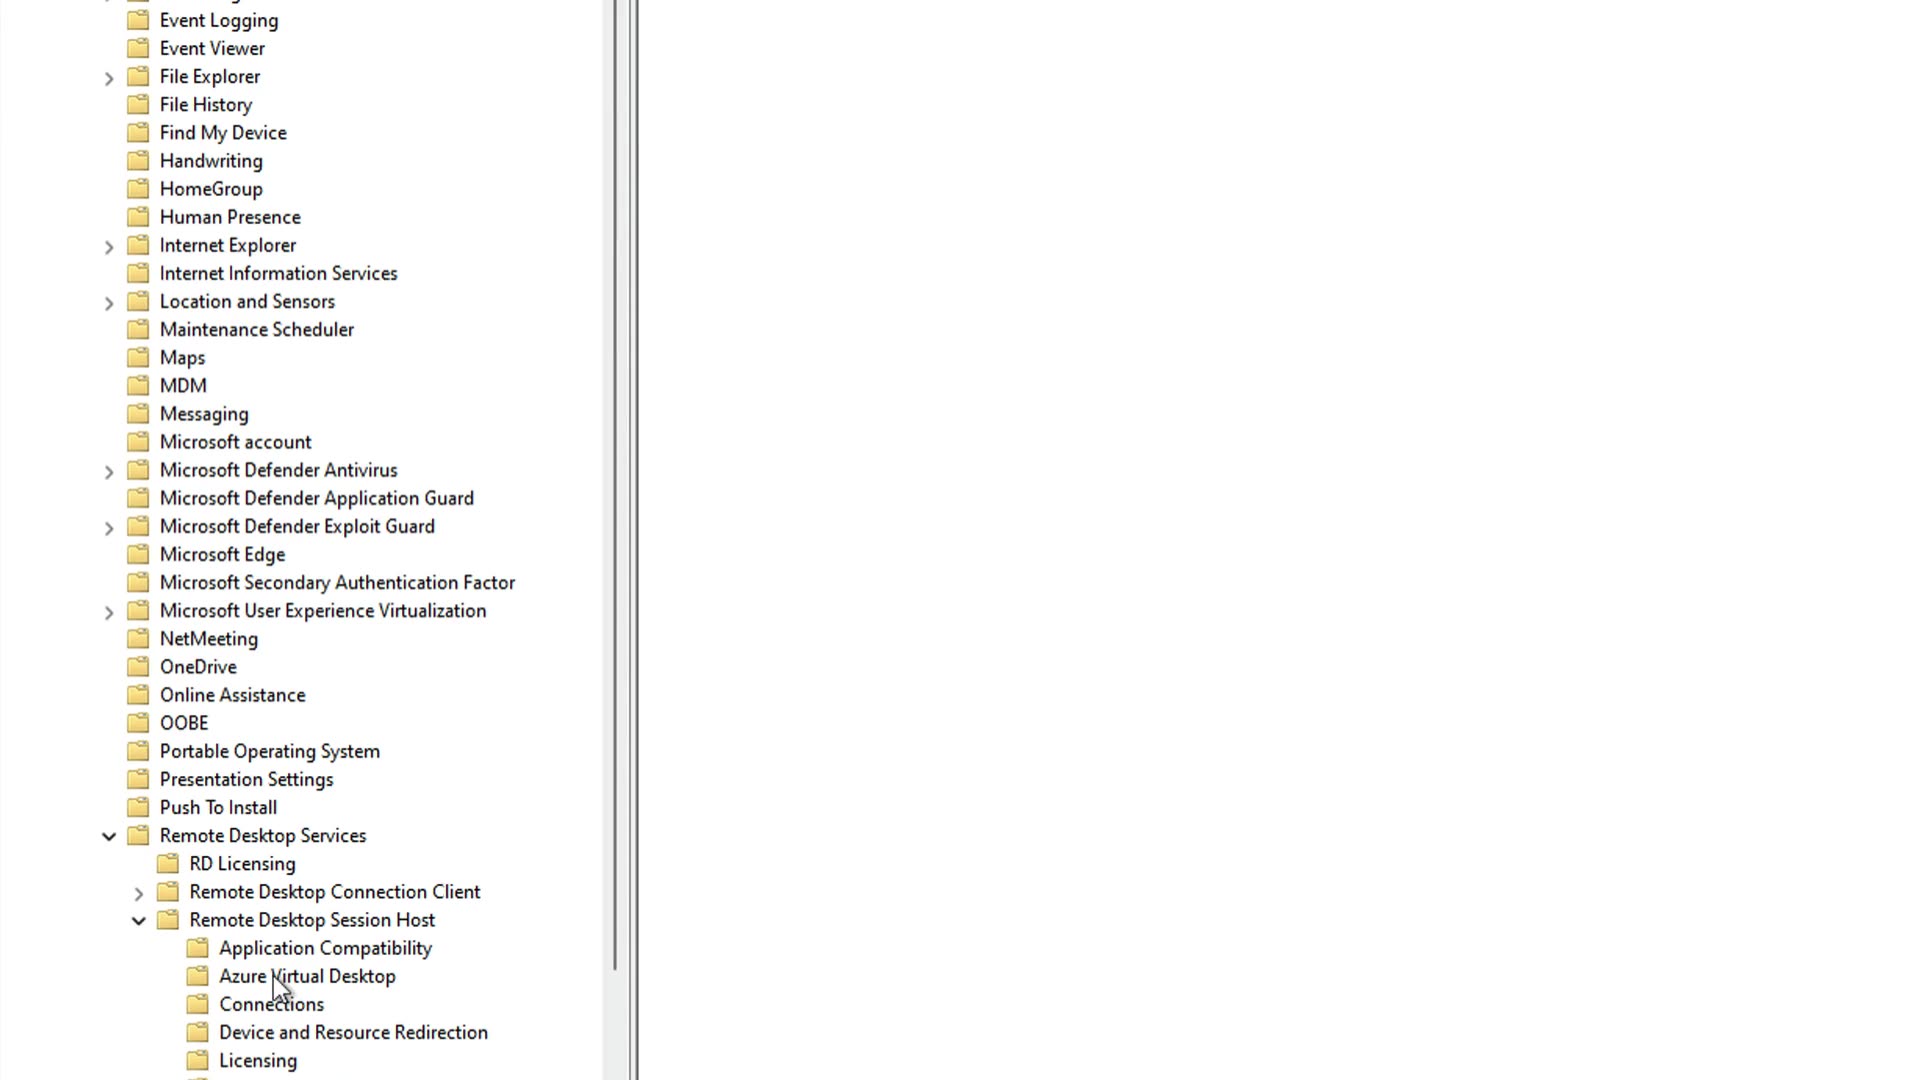 Event Logging
Event Viewer
File Explorer
File History
Find My Device
Handwriting
HomeGroup
Human Presence
Internet Explorer
Internet Information Services
Location and Sensors
Maintenance Scheduler
Maps
MDM
Messaging
Microsoft account
Microsoft Defender Antivirus
Microsoft Defender Application Guard
Microsoft Defender Exploit Guard
Microsoft Edge
Microsoft Secondary Authentication Factor
Microsoft User Experience Virtualization
NetMeeting
OneDrive
Online Assistance
OOBE
Portable Operating System
Presentation Settings
Push To Install
Remote Desktop Services
RD Licensing
Remote Desktop Connection Client
Remote Desktop Session Host
Application Compatibility
Azure Virtual Desktop
Connections
Device and Resource Redirection
Licensing